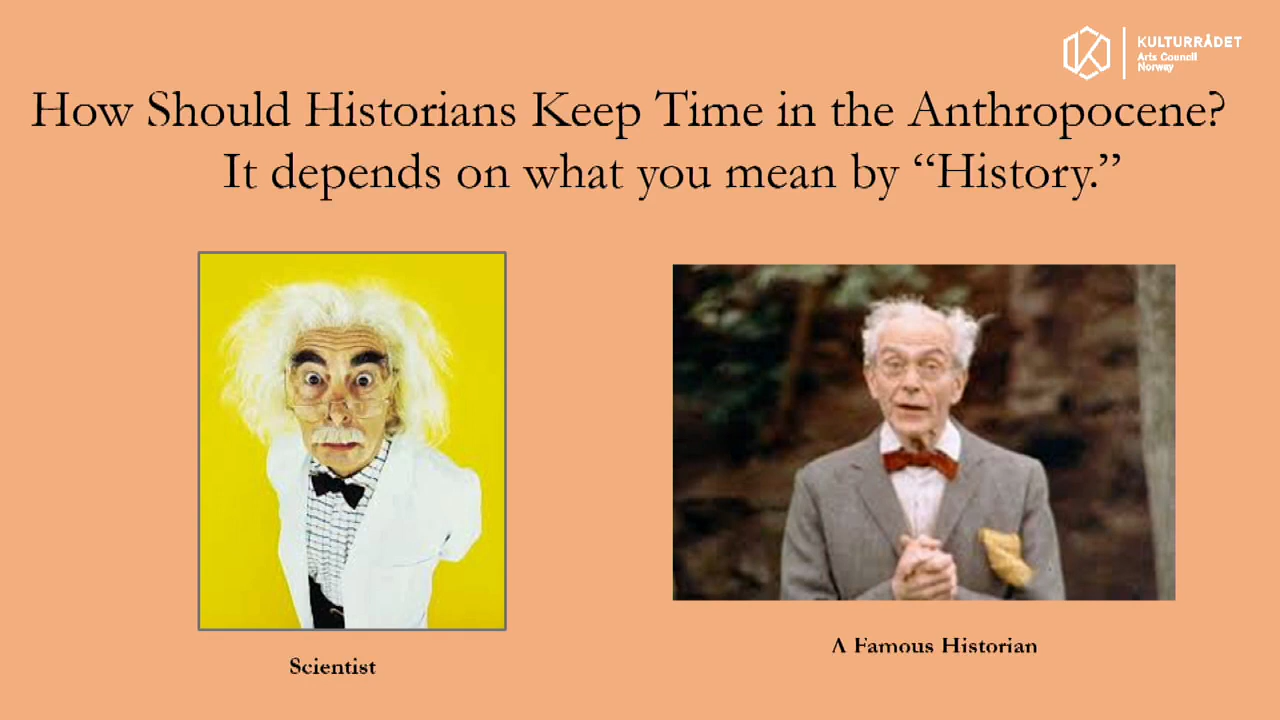 KULTURRÅDET
Arts Council
Norway
How Should Historians Keep Time in the Anthropocene?
It depends on what you mean by “History.”
A Famous Historian
Scientist